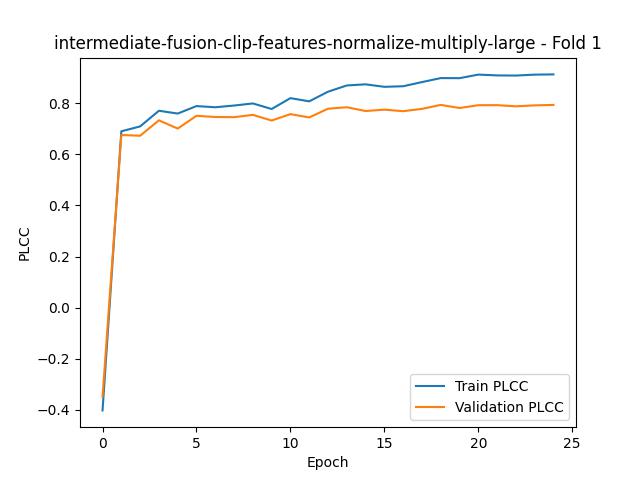 intermediate-fusion-clip-features-normalize-multiply-large - Fold 1
PLCC
0.8
0.6
0.4
0.2
0.0
−0.2
−0.4
0
5
10
15
20
25
Epoch
Train PLCC
Validation PLCC